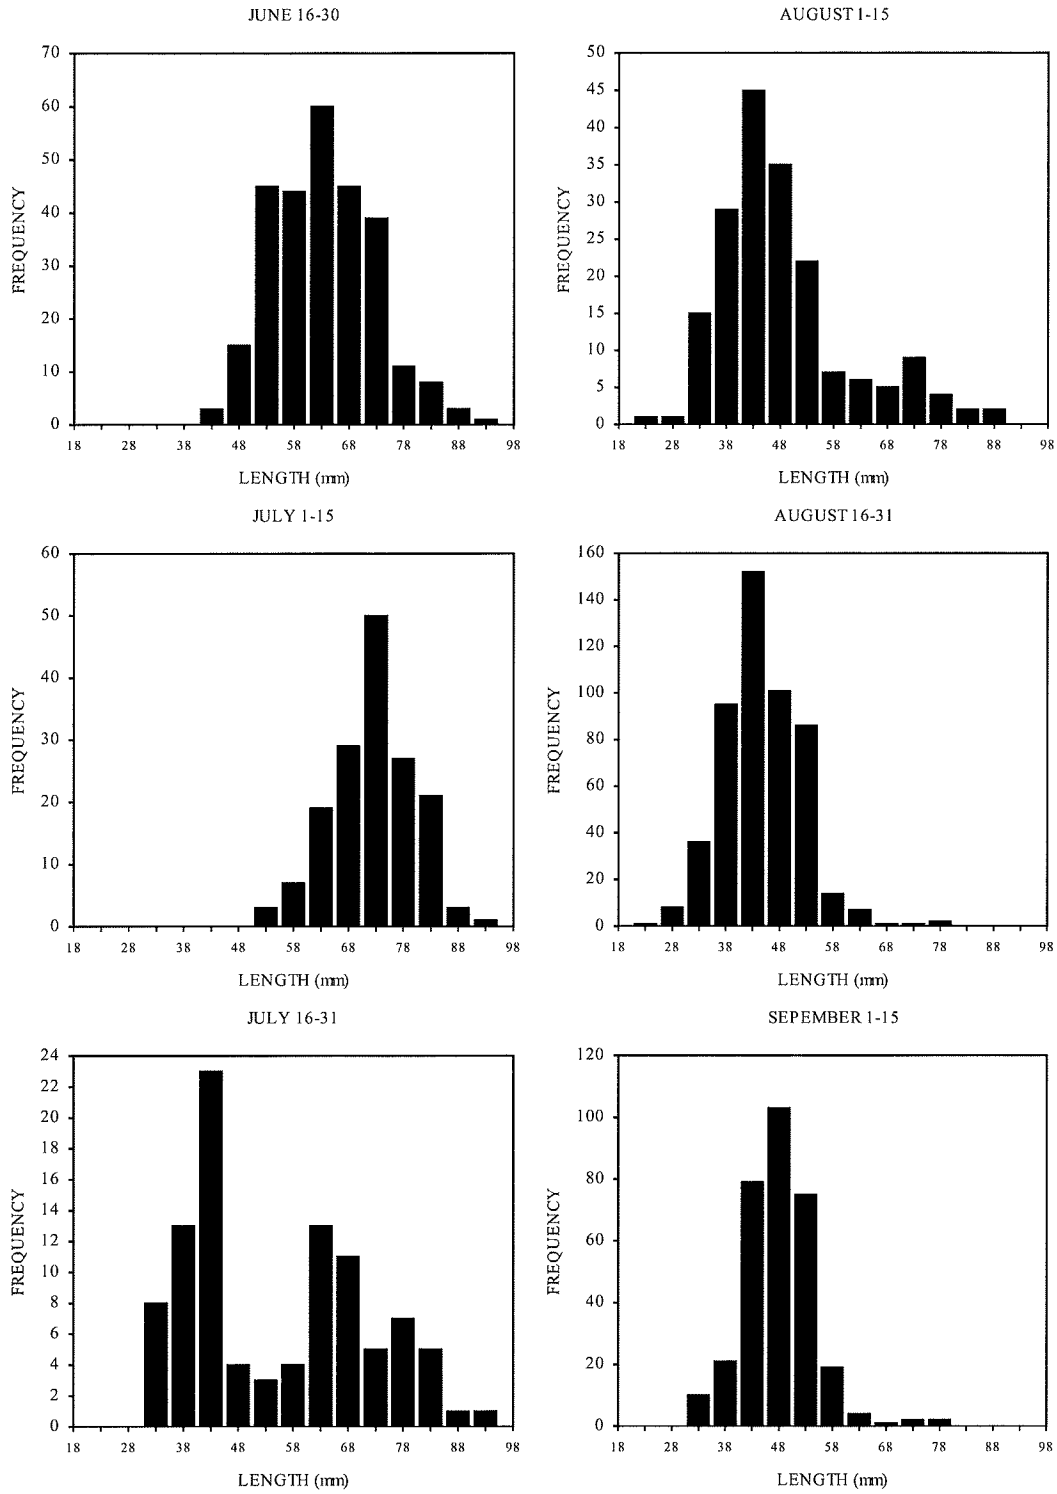 JUNE 16-30
70
60
50
40
30
20
10
0
FREQUENCY
18 28 38 48 58 68 78 88 98
LENGTH (mm)
AUGUST 1-15
50
45
40
35
30
25
20
15
10
5
0
FREQUENCY
18 28 38 48 58 68 78 88 98
LENGTH (mm)
JULY 1-15
60
50
40
30
20
10
0
FREQUENCY
18 28 38 48 58 68 78 88 98
LENGTH (mm)
AUGUST 16-31
160
140
120
100
80
60
40
20
0
FREQUENCY
18 28 38 48 58 68 78 88 98
LENGTH (mm)
JULY 16-31
24
22
20
18
16
14
12
10
8
6
4
2
0
FREQUENCY
18 28 38 48 58 68 78 88 98
LENGTH (mm)
SEPEMBER 1-15
120
100
80
60
40
20
0
FREQUENCY
18 28 38 48 58 68 78 88 98
LENGTH (mm)